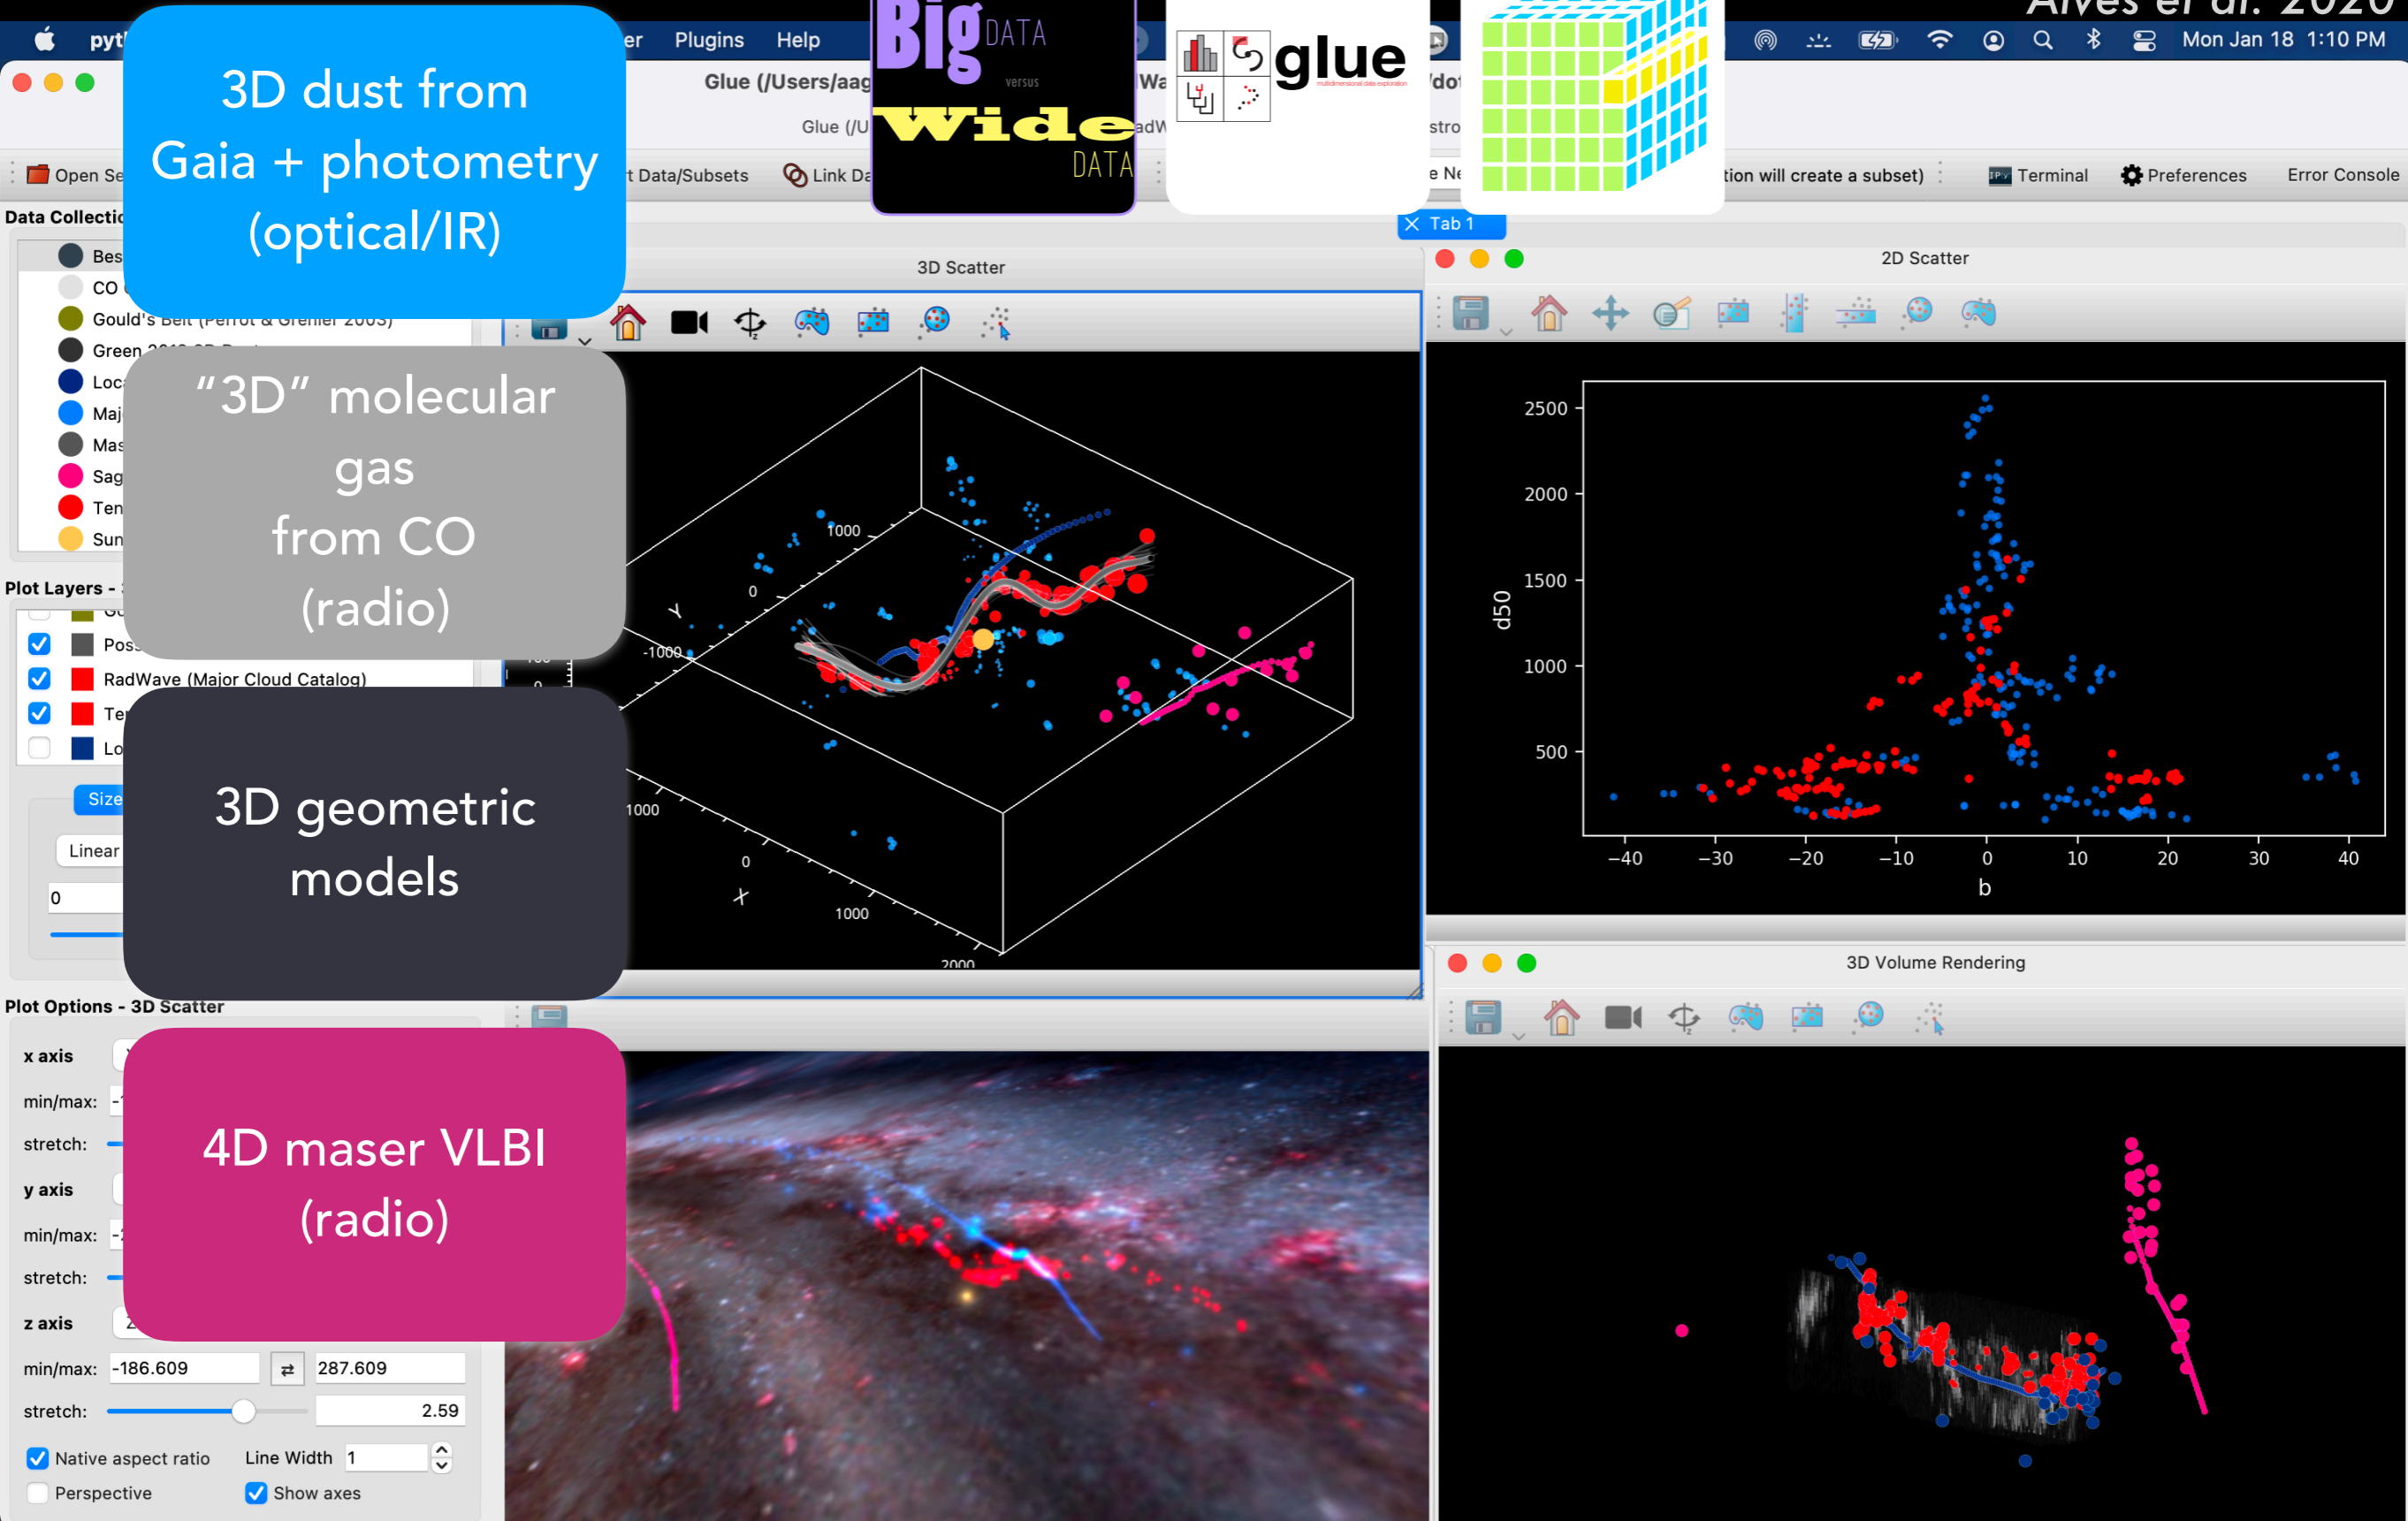 Alves et al. 2020
Plugins Help
Mon Jan 18 1:10 PM
Glue (/Users/aag
Glue (/U
Open Se
t Data/Subsets
Link Da
e Ne
tion will create a subset)
Terminal
Preferences
Error Console
Big DATA
versus
Wide
DATA
glue
multidimensional data exploration
3D dust from
Gaia + photometry
(optical/IR)
"3D" molecular
gas
from CO
(radio)
3D geometric
models
4D maser VLBI
(radio)
Data Collectio
Bes
CO
Gould's Belt (Perrot & Grenier 2003)
Green
Loc
Maj
Mas
Sag
Ten
Sun
Plot Layers -
Pos
RadWave (Major Cloud Catalog)
Te
Lo
Size
Linear
0
Plot Options - 3D Scatter
x axis
min/max:
stretch:
y axis
min/max:
stretch:
z axis
min/max: -186.609 287.609
stretch: 2.59
Native aspect ratio Line Width 1
Perspective Show axes
Tab 1
3D Scatter
1000
0
-1000
Y
1000
0
X
1000
2000
2D Scatter
2500
2000
1500
1000
500
d50
−40 −30 −20 −10 0 10 20 30 40
b
3D Volume Rendering